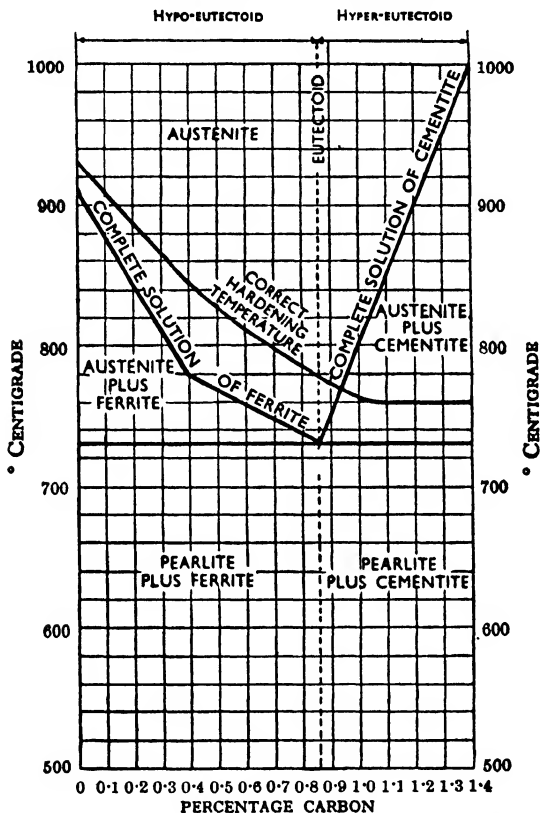 HYPO-EUTECTOID HYPER-EUTECTOID
1000 1000
AUSTENITE
EUTECTOID
COMPLETE SOLUTION OF CEMENTITE
900 900
COMPLETE SOLUTION OF FERRITE
CORRECT
HARDENING
TEMPERATURE
AUSTENITE
PLUS
CEMENTITE
800 800
AUSTENITE
PLUS
FERRITE
° CENTIGRADE ° CENTIGRADE
700 700
PEARLITE
PLUS FERRITE
PEARLITE
PLUS CEMENTITE
600 600
500 500
0 0·1 0·2 0·3 0·4 0·5 0·6 0·7 0·8 0·9 1·0 1·1 1·2 1·3 1·4
PERCENTAGE CARBON